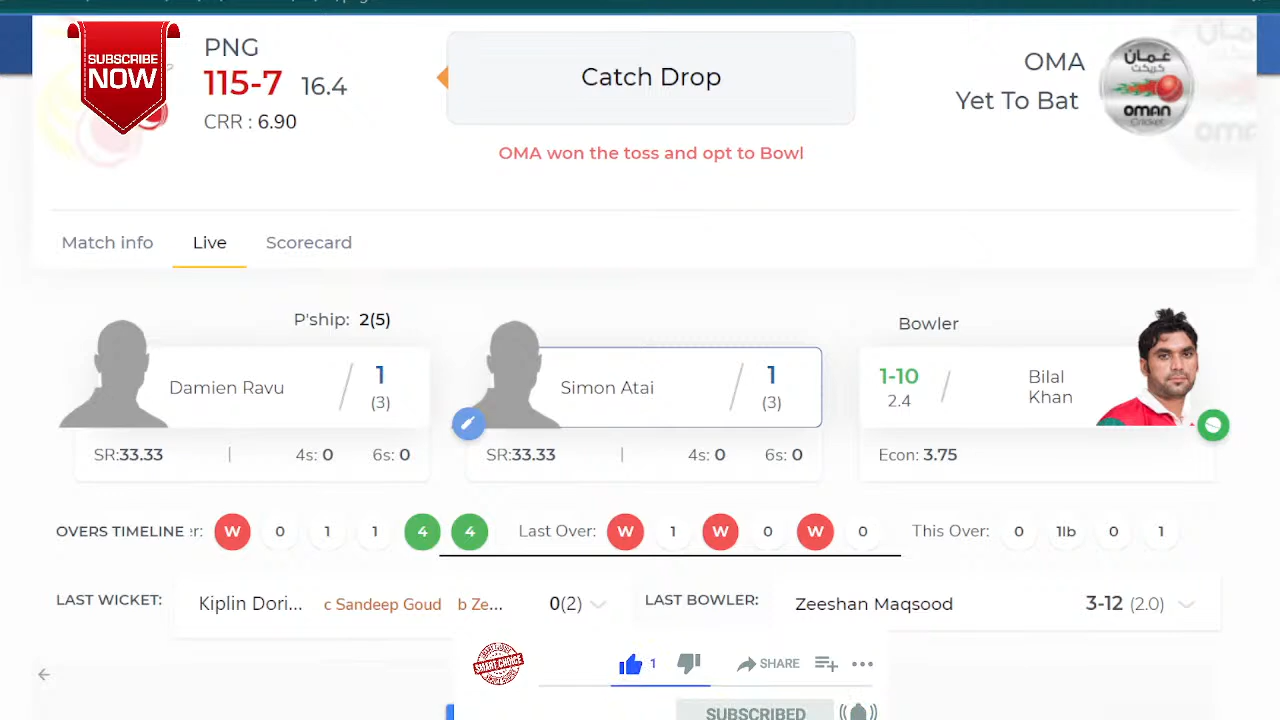 SUBSCRIBE
NOW
PNG
115-7 16.4
CRR : 6.90
Catch Drop
OMA won the toss and opt to Bowl
OMA
Yet To Bat
عُمان
كريكت
OMAN
Cricket
Match info Live Scorecard
P'ship: 2(5)
Damien Ravu 1
(3)
SR:33.33 | 4s: 0 6s: 0
Simon Atai 1
(3)
SR:33.33 | 4s: 0 6s: 0
Bowler
1-10
2.4
Bilal
Khan
Econ: 3.75
OVERS TIMELINE r: W 0 1 1 4 4 Last Over: W 1 W 0 W 0 This Over: 0 1lb 0 1
LAST WICKET: Kiplin Dori... c Sandeep Goud b Ze... 0(2) LAST BOWLER: Zeeshan Maqsood 3-12 (2.0)
SMART CHOICE
1 SHARE
SUBSCRIBED